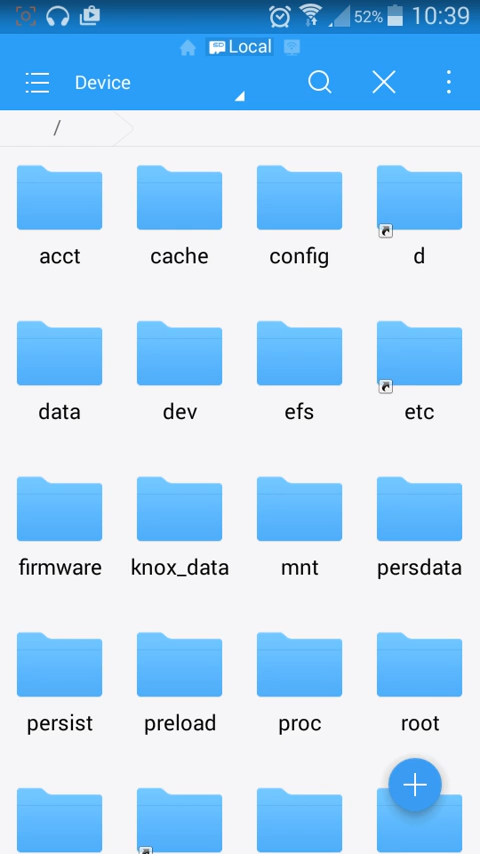 52% 10:39
Local
Device
/
acct cache config d
data dev efs etc
firmware knox_data mnt persdata
persist preload proc root